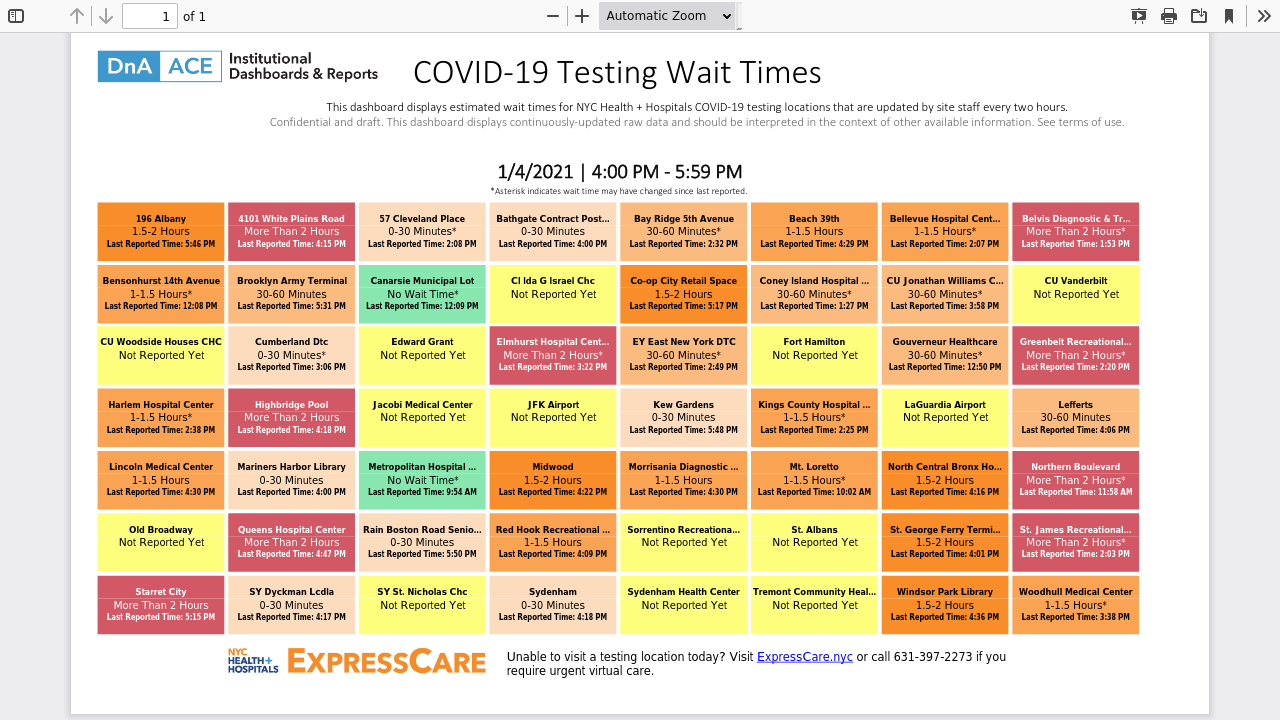 1 of 1 Automatic Zoom
DnA ACE Institutional
Dashboards & Reports
COVID-19 Testing Wait Times
This dashboard displays estimated wait times for NYC Health + Hospitals COVID-19 testing locations that are updated by site staff every two hours.
Confidential and draft. This dashboard displays continuously-updated raw data and should be interpreted in the context of other available information. See terms of use.
1/4/2021 | 4:00 PM - 5:59 PM
*Asterisk indicates wait time may have changed since last reported.
196 Albany
1.5-2 Hours
Last Reported Time: 5:46 PM
4101 White Plains Road
More Than 2 Hours
Last Reported Time: 4:15 PM
57 Cleveland Place
0-30 Minutes*
Last Reported Time: 2:08 PM
Bathgate Contract Post...
0-30 Minutes
Last Reported Time: 4:00 PM
Bay Ridge 5th Avenue
30-60 Minutes*
Last Reported Time: 2:32 PM
Beach 39th
1-1.5 Hours
Last Reported Time: 4:29 PM
Bellevue Hospital Cent...
1-1.5 Hours*
Last Reported Time: 2:07 PM
Belvis Diagnostic & Tr...
More Than 2 Hours*
Last Reported Time: 1:53 PM
Bensonhurst 14th Avenue
1-1.5 Hours*
Last Reported Time: 12:08 PM
Brooklyn Army Terminal
30-60 Minutes
Last Reported Time: 5:31 PM
Canarsie Municipal Lot
No Wait Time*
Last Reported Time: 12:09 PM
Cl Ida G Israel Chc
Not Reported Yet
Co-op City Retail Space
1.5-2 Hours
Last Reported Time: 5:17 PM
Coney Island Hospital ...
30-60 Minutes*
Last Reported Time: 1:27 PM
CU Jonathan Williams C...
30-60 Minutes*
Last Reported Time: 3:58 PM
CU Vanderbilt
Not Reported Yet
CU Woodside Houses CHC
Not Reported Yet
Cumberland Dtc
0-30 Minutes*
Last Reported Time: 3:06 PM
Edward Grant
Not Reported Yet
Elmhurst Hospital Cent...
More Than 2 Hours*
Last Reported Time: 3:22 PM
EY East New York DTC
30-60 Minutes*
Last Reported Time: 2:49 PM
Fort Hamilton
Not Reported Yet
Gouverneur Healthcare
30-60 Minutes*
Last Reported Time: 12:50 PM
Greenbelt Recreational...
More Than 2 Hours*
Last Reported Time: 2:20 PM
Harlem Hospital Center
1-1.5 Hours*
Last Reported Time: 2:38 PM
Highbridge Pool
More Than 2 Hours
Last Reported Time: 4:18 PM
Jacobi Medical Center
Not Reported Yet
JFK Airport
Not Reported Yet
Kew Gardens
0-30 Minutes
Last Reported Time: 5:48 PM
Kings County Hospital ...
1-1.5 Hours*
Last Reported Time: 2:25 PM
LaGuardia Airport
Not Reported Yet
Lefferts
30-60 Minutes
Last Reported Time: 4:06 PM
Lincoln Medical Center
1-1.5 Hours
Last Reported Time: 4:30 PM
Mariners Harbor Library
0-30 Minutes
Last Reported Time: 4:00 PM
Metropolitan Hospital ...
No Wait Time*
Last Reported Time: 9:54 AM
Midwood
1.5-2 Hours
Last Reported Time: 4:22 PM
Morrisania Diagnostic ...
1-1.5 Hours
Last Reported Time: 4:30 PM
Mt. Loretto
1-1.5 Hours*
Last Reported Time: 10:02 AM
North Central Bronx Ho...
1.5-2 Hours
Last Reported Time: 4:16 PM
Northern Boulevard
More Than 2 Hours*
Last Reported Time: 11:58 AM
Old Broadway
Not Reported Yet
Queens Hospital Center
More Than 2 Hours
Last Reported Time: 4:47 PM
Rain Boston Road Senio...
0-30 Minutes
Last Reported Time: 5:50 PM
Red Hook Recreational ...
1-1.5 Hours
Last Reported Time: 4:09 PM
Sorrentino Recreationa...
Not Reported Yet
St. Albans
Not Reported Yet
St. George Ferry Termi...
1.5-2 Hours
Last Reported Time: 4:01 PM
St. James Recreational...
More Than 2 Hours*
Last Reported Time: 2:03 PM
Starret City
More Than 2 Hours
Last Reported Time: 5:15 PM
SY Dyckman Lcdla
0-30 Minutes
Last Reported Time: 4:17 PM
SY St. Nicholas Chc
Not Reported Yet
Sydenham
0-30 Minutes
Last Reported Time: 4:18 PM
Sydenham Health Center
Not Reported Yet
Tremont Community Heal...
Not Reported Yet
Windsor Park Library
1.5-2 Hours
Last Reported Time: 4:36 PM
Woodhull Medical Center
1-1.5 Hours*
Last Reported Time: 3:38 PM
NYC
HEALTH+
HOSPITALS
EXPRESSCARE
Unable to visit a testing location today? Visit ExpressCare.nyc or call 631-397-2273 if you
require urgent virtual care.